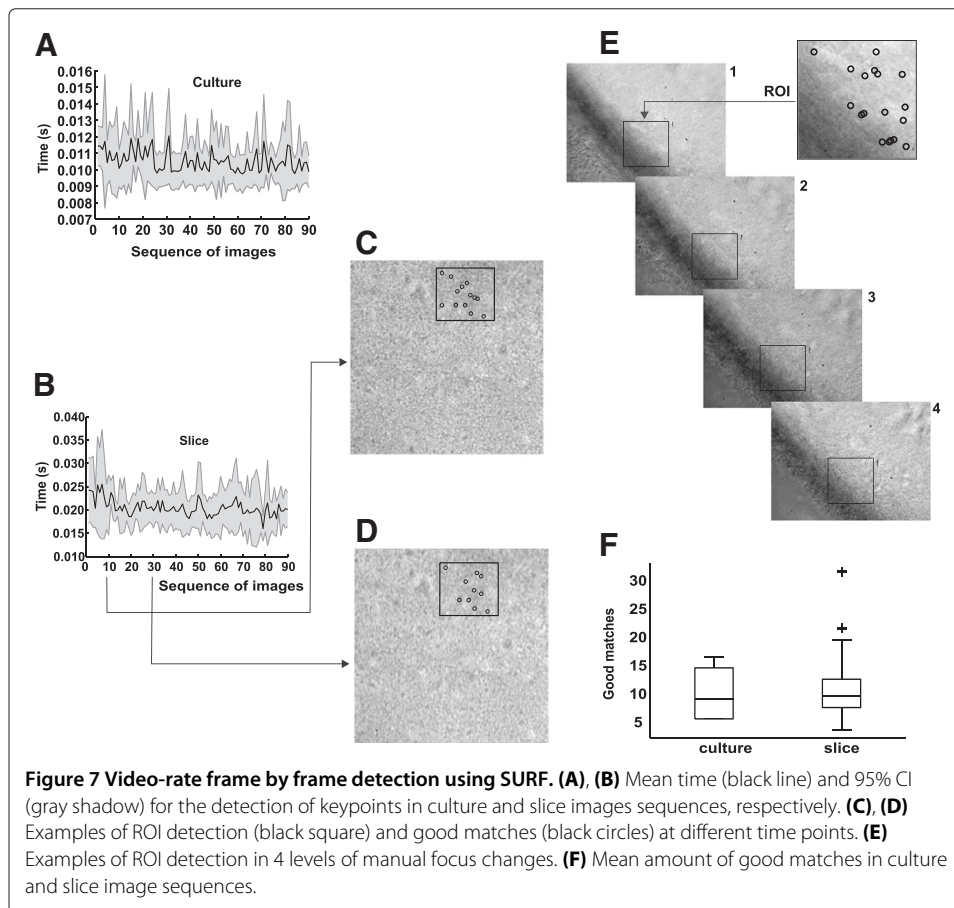 A
Culture
0.016
0.015
0.014
0.013
0.012
0.011
0.010
0.009
0.008
0.007
Time (s)
0 10 20 30 40 50 60 70 80 90
Sequence of images
B
Slice
0.040
0.035
0.030
0.025
0.020
0.015
0.010
Time (s)
0 10 20 30 40 50 60 70 80 90
Sequence of images
C
D
E
ROI
1
2
3
4
F
30
25
20
15
10
5
Good matches
culture slice
Figure 7 Video-rate frame by frame detection using SURF. (A), (B) Mean time (black line) and 95% CI
(gray shadow) for the detection of keypoints in culture and slice images sequences, respectively. (C), (D)
Examples of ROI detection (black square) and good matches (black circles) at different time points. (E)
Examples of ROI detection in 4 levels of manual focus changes. (F) Mean amount of good matches in culture
and slice image sequences.